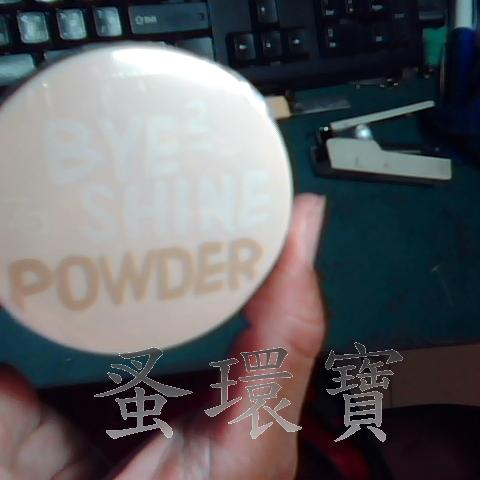 BYE²
SHINE
POWDER
蚤環寶